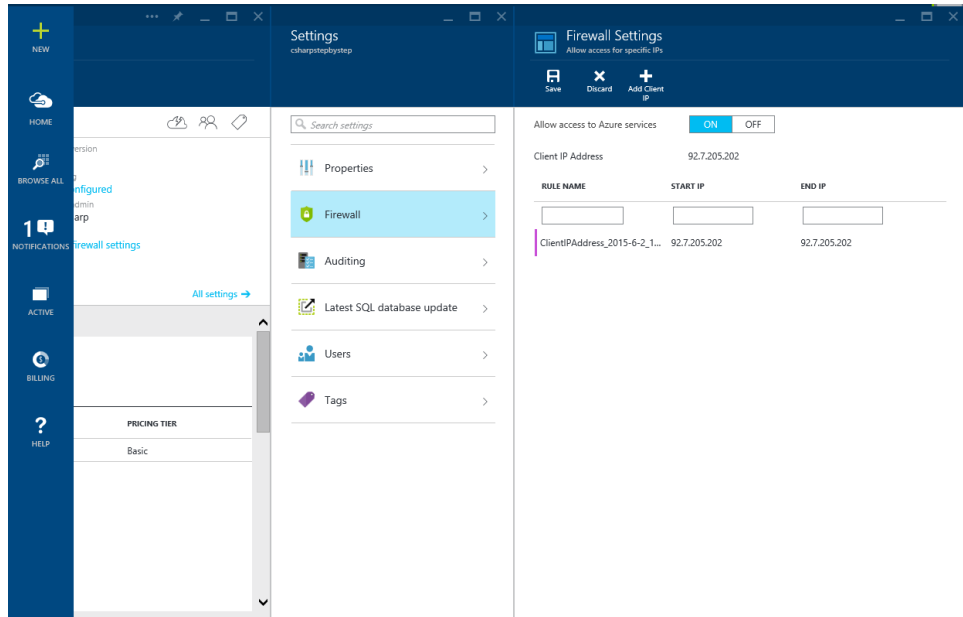 NEW
HOME
BROWSE ALL
1
NOTIFICATIONS
ACTIVE
BILLING
HELP
ersion
nfigured
dmin
arp
firewall settings
All settings →
PRICING TIER
Basic
Settings
csharpstepbystep
Search settings
Properties
Firewall
Auditing
Latest SQL database update
Users
Tags
Firewall Settings
Allow access for specific IPs
Save Discard Add Client
IP
Allow access to Azure services ON OFF
Client IP Address 92.7.205.202
RULE NAME START IP END IP
ClientIPAddress_2015-6-2_1... 92.7.205.202 92.7.205.202